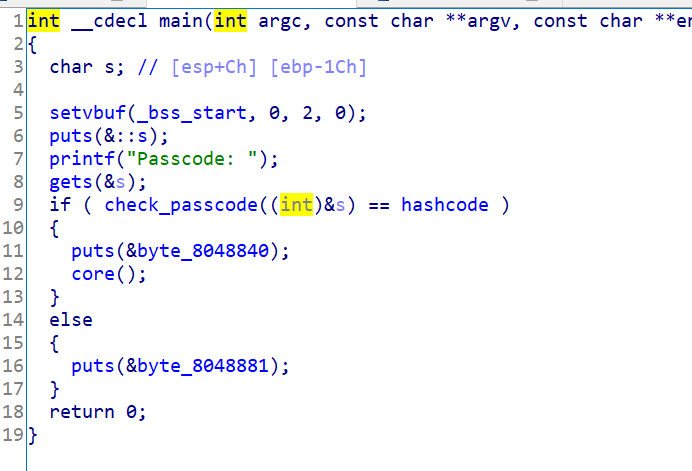 1 int __cdecl main(int argc, const char **argv, const char **en
2 {
3   char s; // [esp+Ch] [ebp-1Ch]
4
5   setvbuf(_bss_start, 0, 2, 0);
6   puts(&::s);
7   printf("Passcode: ");
8   gets(&s);
9   if ( check_passcode((int)&s) == hashcode )
10   {
11     puts(&byte_8048840);
12     core();
13   }
14   else
15   {
16     puts(&byte_8048881);
17   }
18   return 0;
19 }